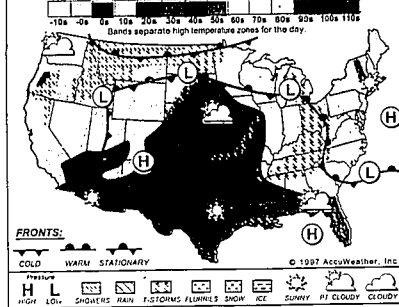 -10s -0s 0s 10s 20s 30s 40s 50s 60s 70s 80s 90s 100s 110s
Bands separate high temperature zones for the day.
L
L
L
H
H
L
H
FRONTS:
COLD WARM STATIONARY
© 1997 AccuWeather, Inc
Pressure
H L
HIGH LOW SHOWERS RAIN T-STORMS FLURRIES SNOW ICE SUNNY PT CLOUDY CLOUDY